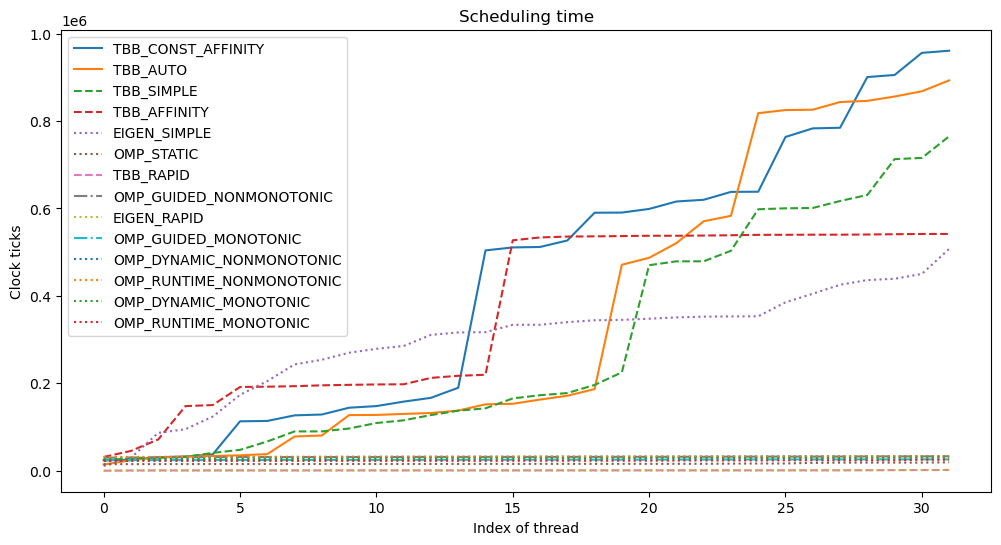 Scheduling time
1e6
TBB_CONST_AFFINITY
TBB_AUTO
TBB_SIMPLE
TBB_AFFINITY
EIGEN_SIMPLE
OMP_STATIC
TBB_RAPID
OMP_GUIDED_NONMONOTONIC
EIGEN_RAPID
OMP_GUIDED_MONOTONIC
OMP_DYNAMIC_NONMONOTONIC
OMP_RUNTIME_NONMONOTONIC
OMP_DYNAMIC_MONOTONIC
OMP_RUNTIME_MONOTONIC
Clock ticks
1.0
0.8
0.6
0.4
0.2
0.0
0 5 10 15 20 25 30
Index of thread